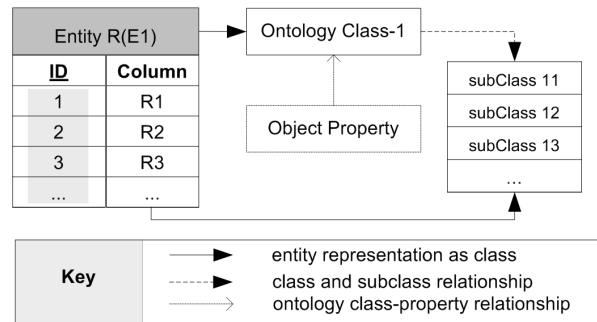 Entity R(E1)
ID Column
1 R1
2 R2
3 R3
... ...
Ontology Class-1
Object Property
subClass 11
subClass 12
subClass 13
...
Key
entity representation as class
class and subclass relationship
ontology class-property relationship